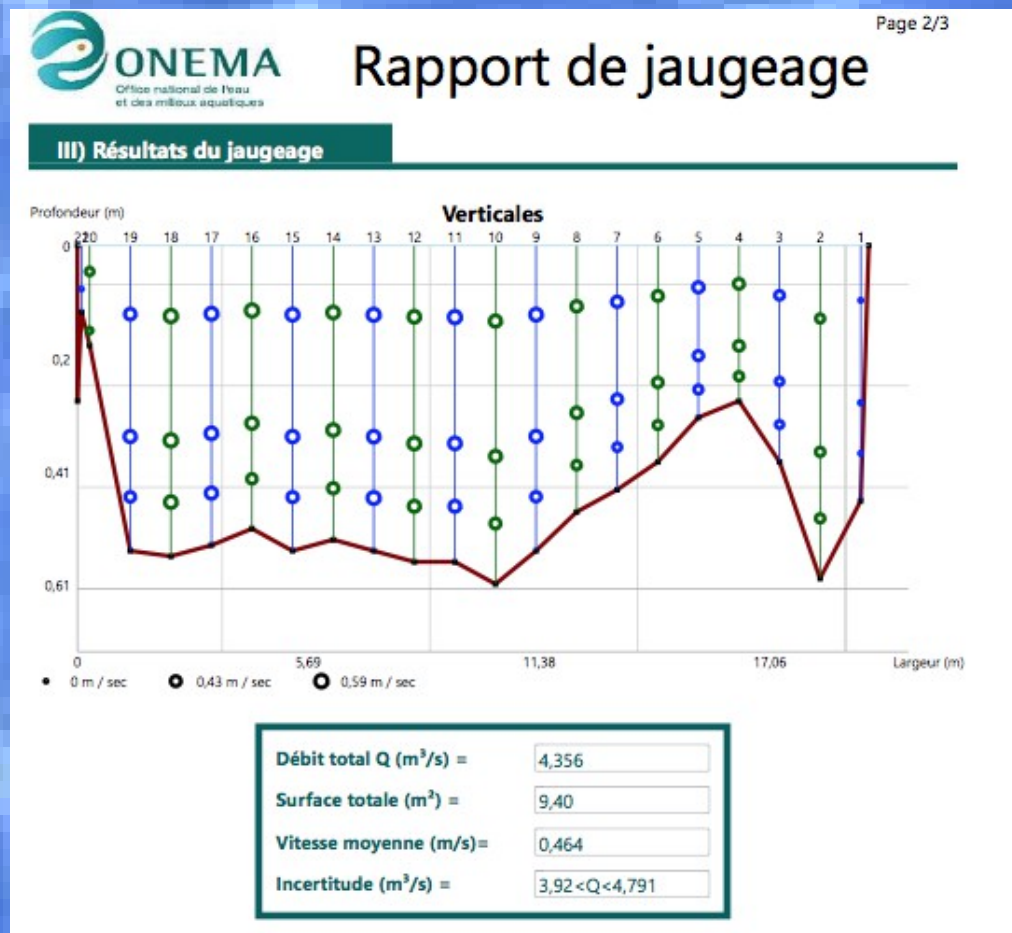 Page 2/3
ONEMA
Office national de l'eau
et des milieux aquatiques
Rapport de jaugeage
III) Résultats du jaugeage
Profondeur (m)
Verticales
20 19 18 17 16 15 14 13 12 11 10 9 8 7 6 5 4 3 2 1
0
0,2
0,41
0,61
0 5,69 11,38 17,06 Largeur (m)
0 m / sec 0,43 m / sec 0,59 m / sec
Débit total Q (m³/s) = 4,356
Surface totale (m²) = 9,40
Vitesse moyenne (m/s)= 0,464
Incertitude (m³/s) = 3,92<Q<4,791